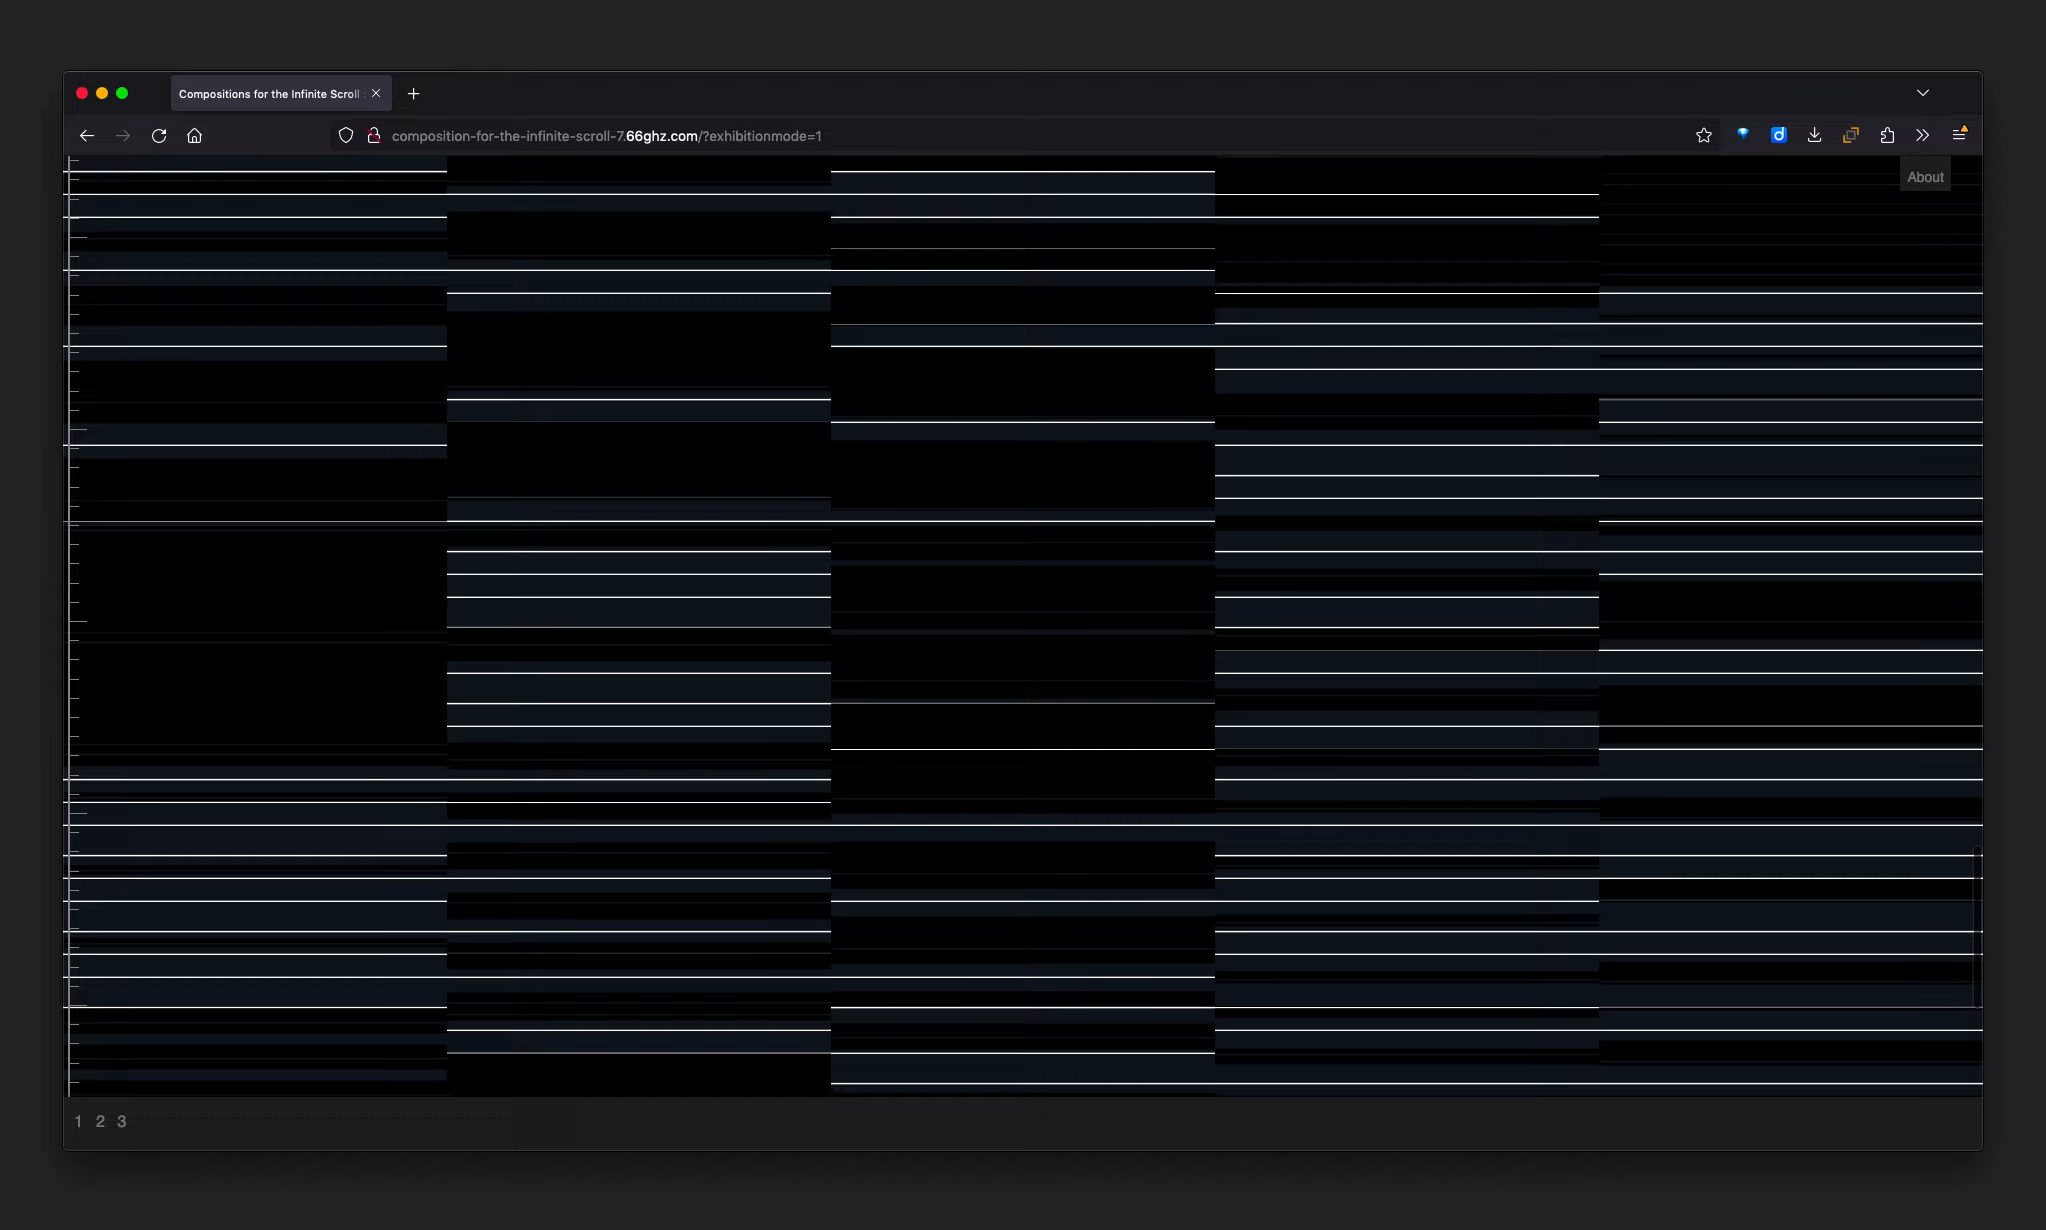 Compositions for the Infinite Scroll
composition-for-the-infinite-scroll-7.66ghz.com/?exhibitionmode=1
About
1 2 3